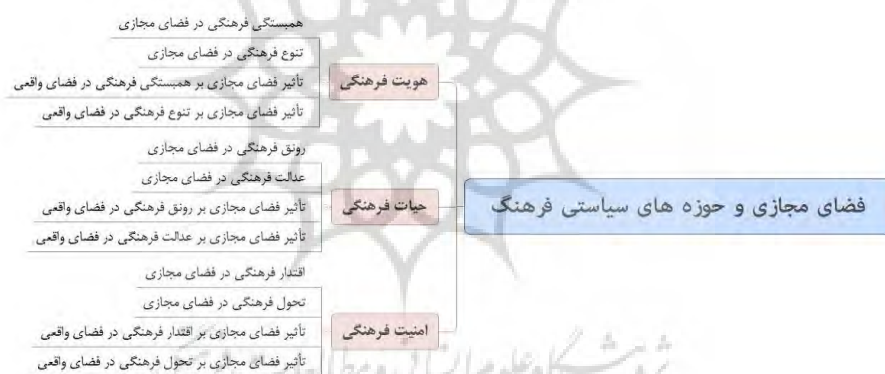 فضای مجازی و حوزه های سیاستی فرهنگ
هویت فرهنگی
همبستگی فرهنگی در فضای مجازی
تنوع فرهنگی در فضای مجازی
تأثیر فضای مجازی بر همبستگی فرهنگی در فضای واقعی
تأثیر فضای مجازی بر تنوع فرهنگی در فضای واقعی
حیات فرهنگی
رونق فرهنگی در فضای مجازی
عدالت فرهنگی در فضای مجازی
تأثیر فضای مجازی بر رونق فرهنگی در فضای واقعی
تأثیر فضای مجازی بر عدالت فرهنگی در فضای واقعی
امنیت فرهنگی
اقتدار فرهنگی در فضای مجازی
تحول فرهنگی در فضای مجازی
تأثیر فضای مجازی بر اقتدار فرهنگی در فضای واقعی
تأثیر فضای مجازی بر تحول فرهنگی در فضای واقعی